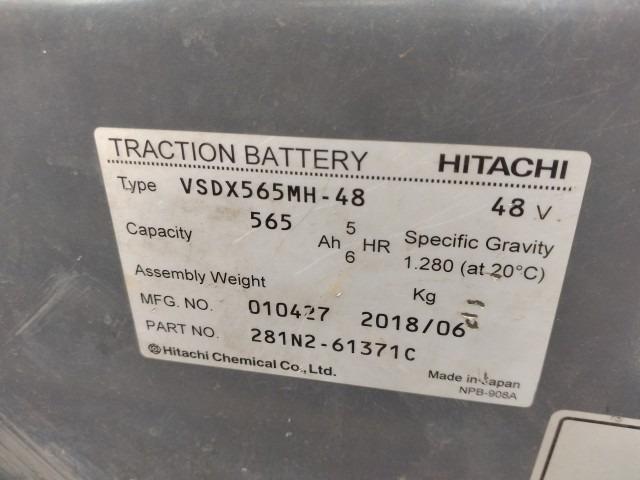 TRACTION BATTERY HITACHI
Type VSDX565MH-48 48 V
Capacity 565 Ah 5 HR Specific Gravity
6 1.280 (at 20°C)
Assembly Weight Kg
MFG. NO. 010427 2018/06
PART NO. 281N2-61371C
Hitachi Chemical Co., Ltd. Made in Japan
NPB-908A